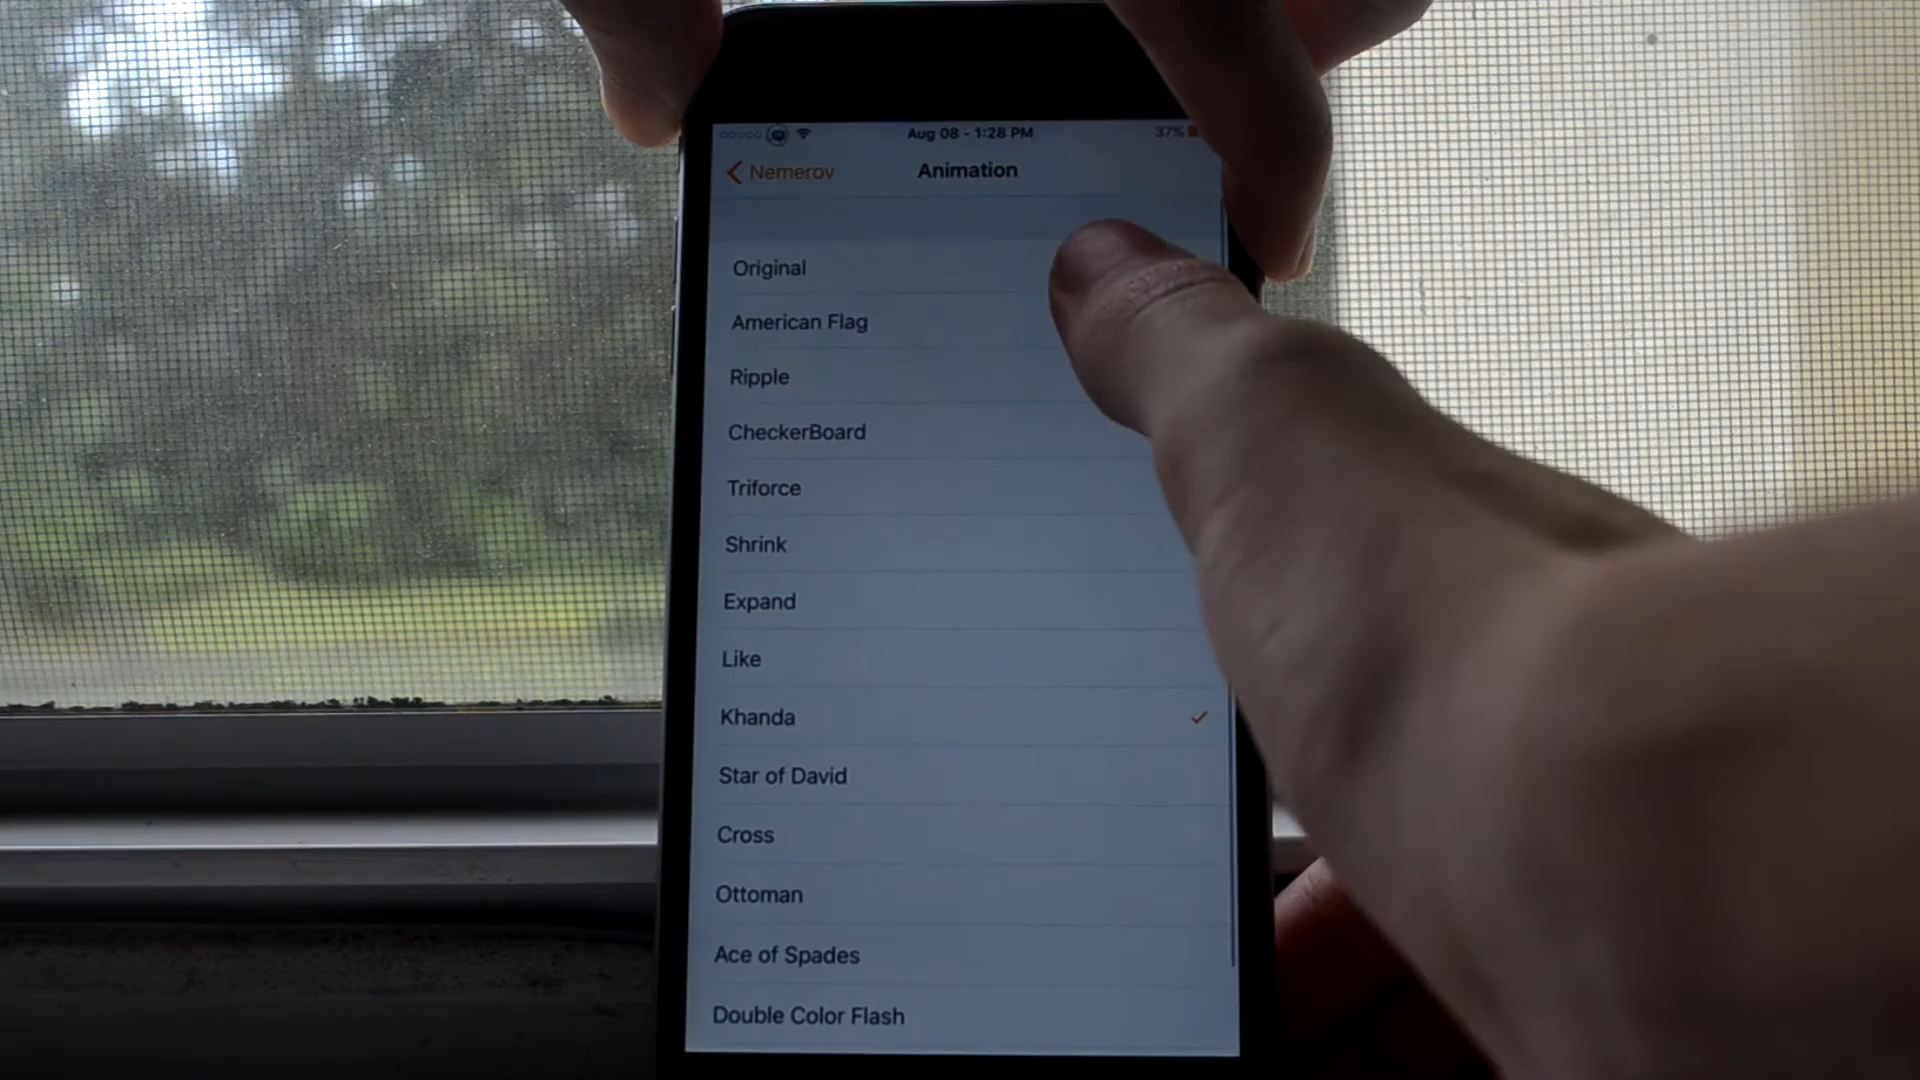 Aug 08 - 1:28 PM
37%
Nemerov
Animation
Original
American Flag
Ripple
CheckerBoard
Triforce
Shrink
Expand
Like
Khanda
Star of David
Cross
Ottoman
Ace of Spades
Double Color Flash